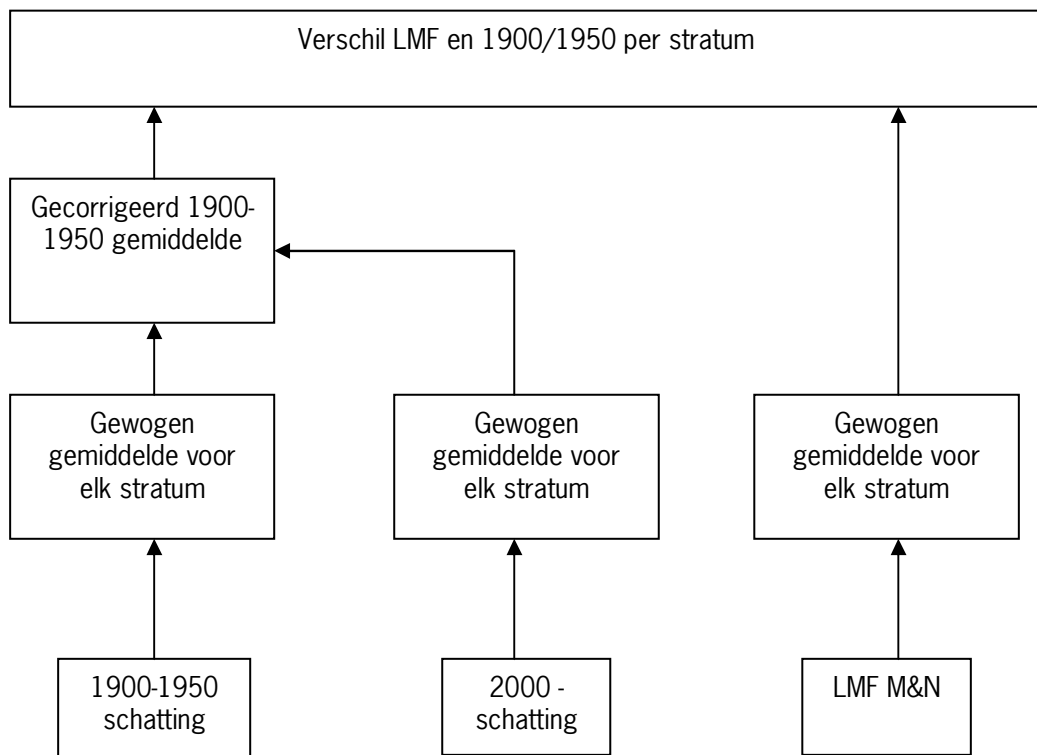 Verschil LMF en 1900/1950 per stratum
Gecorrigeerd 1900-
1950 gemiddelde
Gewogen
gemiddelde voor
elk stratum
Gewogen
gemiddelde voor
elk stratum
Gewogen
gemiddelde voor
elk stratum
1900-1950
schatting
2000 -
schatting
LMF M&N